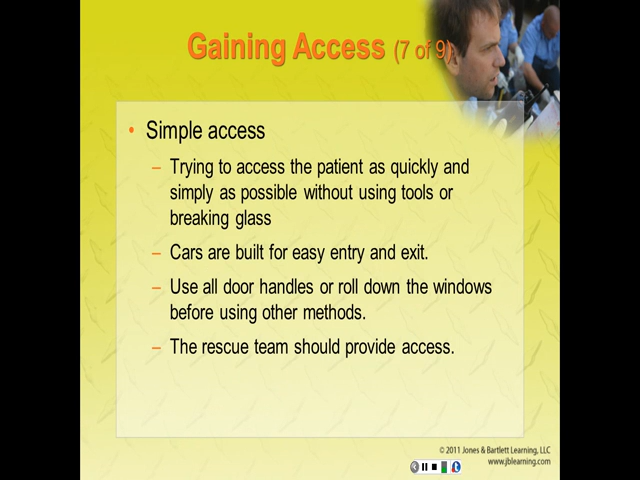 Gaining Access (7 of 9)
• Simple access
– Trying to access the patient as quickly and
simply as possible without using tools or
breaking glass
– Cars are built for easy entry and exit.
– Use all door handles or roll down the windows
before using other methods.
– The rescue team should provide access.
© 2011 Jones & Bartlett Learning, LLC
www.jblearning.com